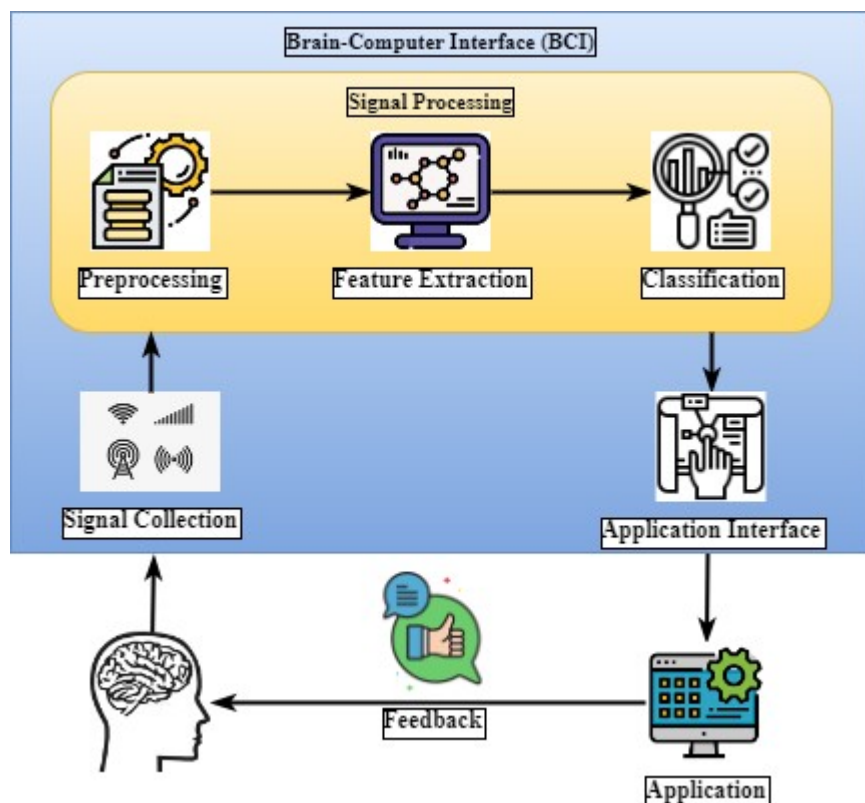 Brain-Computer Interface (BCI)
Signal Processing
Preprocessing
Feature Extraction
Classification
Signal Collection
Application Interface
Feedback
Application